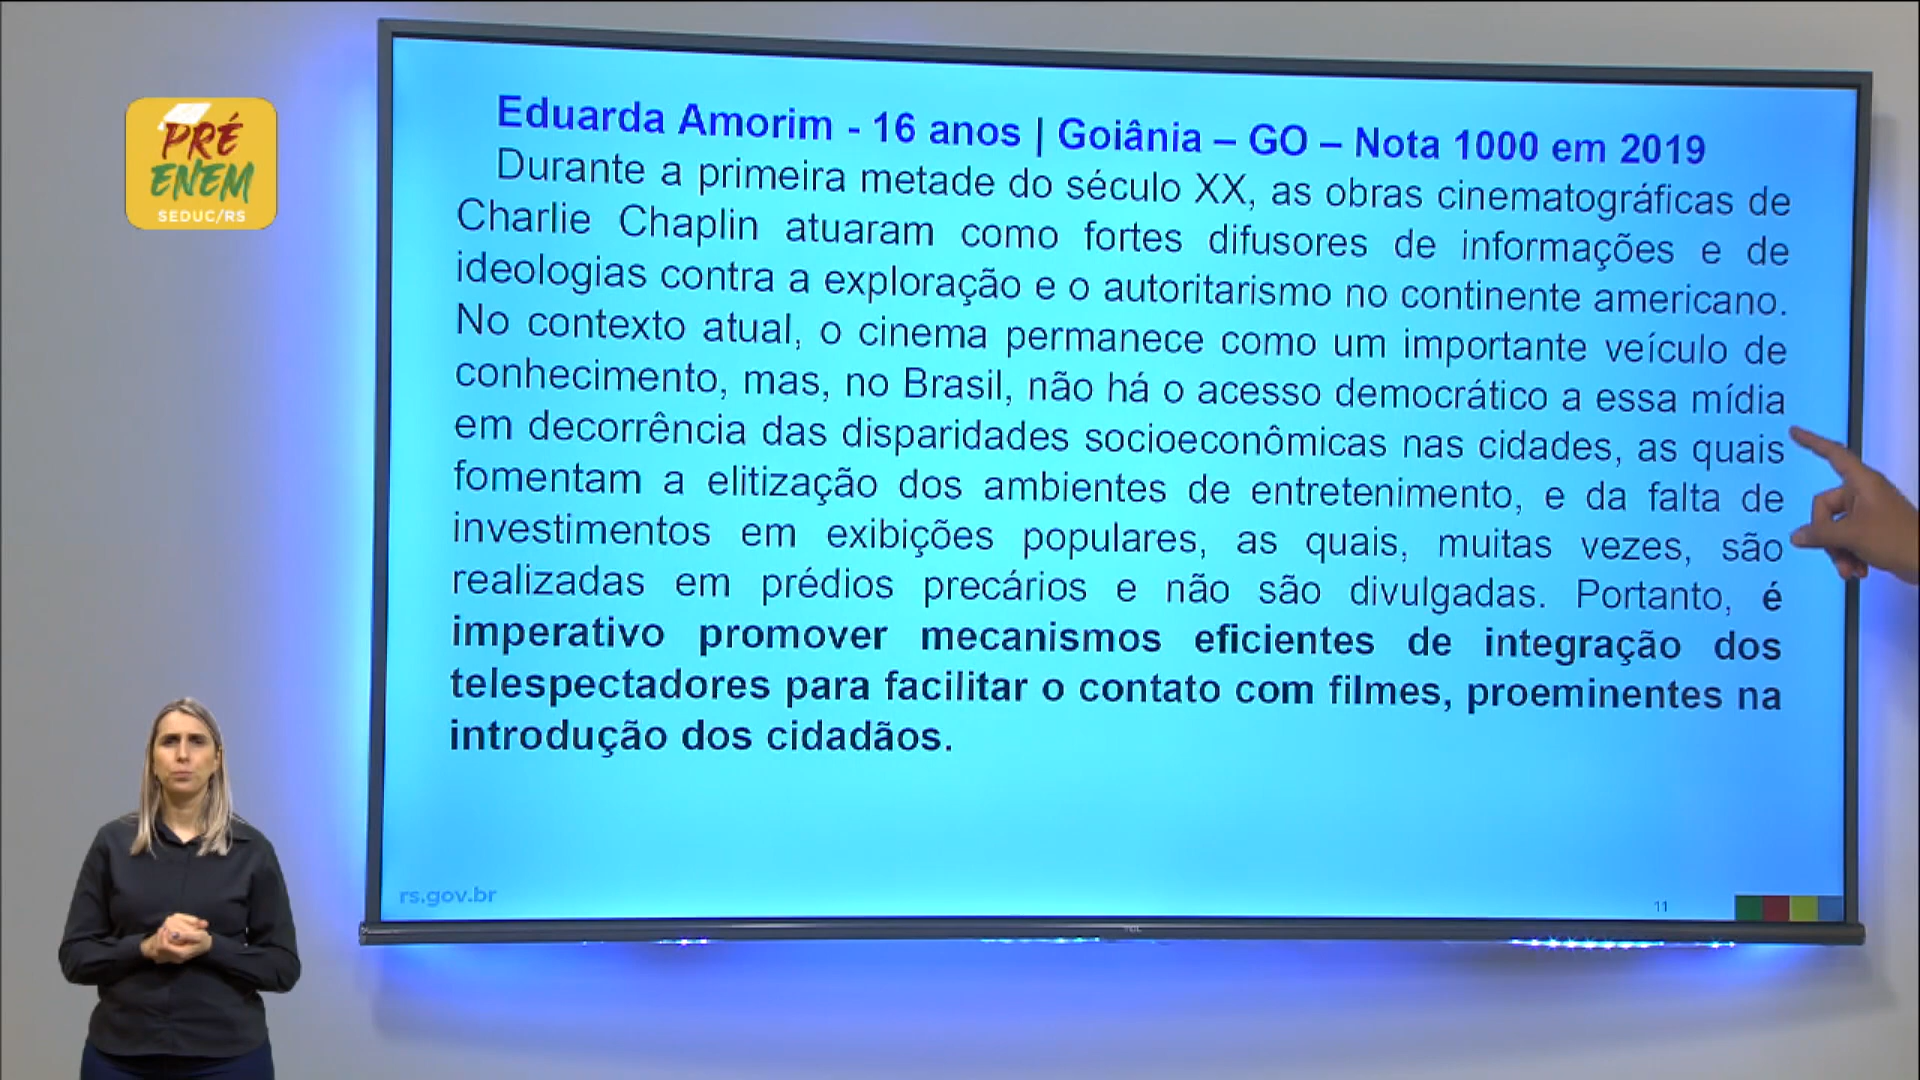 PRÉ
ENEM
SEDUC/RS
Eduarda Amorim - 16 anos | Goiânia – GO – Nota 1000 em 2019
Durante a primeira metade do século XX, as obras cinematográficas de
Charlie Chaplin atuaram como fortes difusores de informações e de
ideologias contra a exploração e o autoritarismo no continente americano.
No contexto atual, o cinema permanece como um importante veículo de
conhecimento, mas, no Brasil, não há o acesso democrático a essa mídia
em decorrência das disparidades socioeconômicas nas cidades, as quais
fomentam a elitização dos ambientes de entretenimento, e da falta de
investimentos em exibições populares, as quais, muitas vezes, são
realizadas em prédios precários e não são divulgadas. Portanto, é
imperativo promover mecanismos eficientes de integração dos
telespectadores para facilitar o contato com filmes, proeminentes na
introdução dos cidadãos.
rs.gov.br
11
TCL